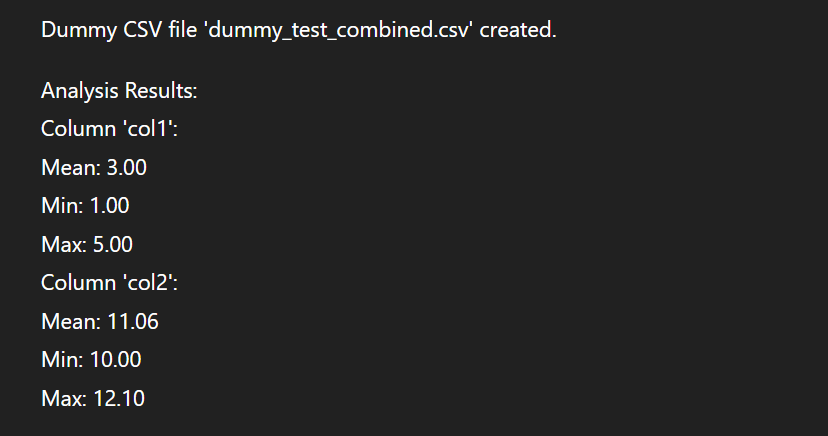 Dummy CSV file 'dummy_test_combined.csv' created.
Analysis Results:
Column 'col1':
Mean: 3.00
Min: 1.00
Max: 5.00
Column 'col2':
Mean: 11.06
Min: 10.00
Max: 12.10